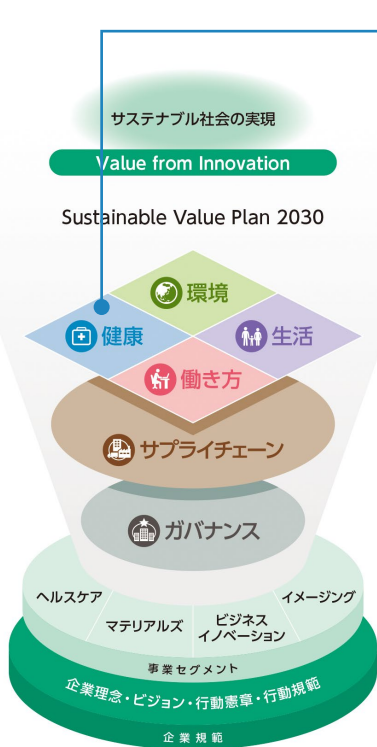 サステナブル社会の実現
Value from Innovation
Sustainable Value Plan 2030
環境
健康
生活
働き方
サプライチェーン
ガバナンス
ヘルスケア
マテリアルズ
ビジネス
イノベーション
イメージング
事業セグメント
企業理念・ビジョン・行動憲章・行動規範
企業規範